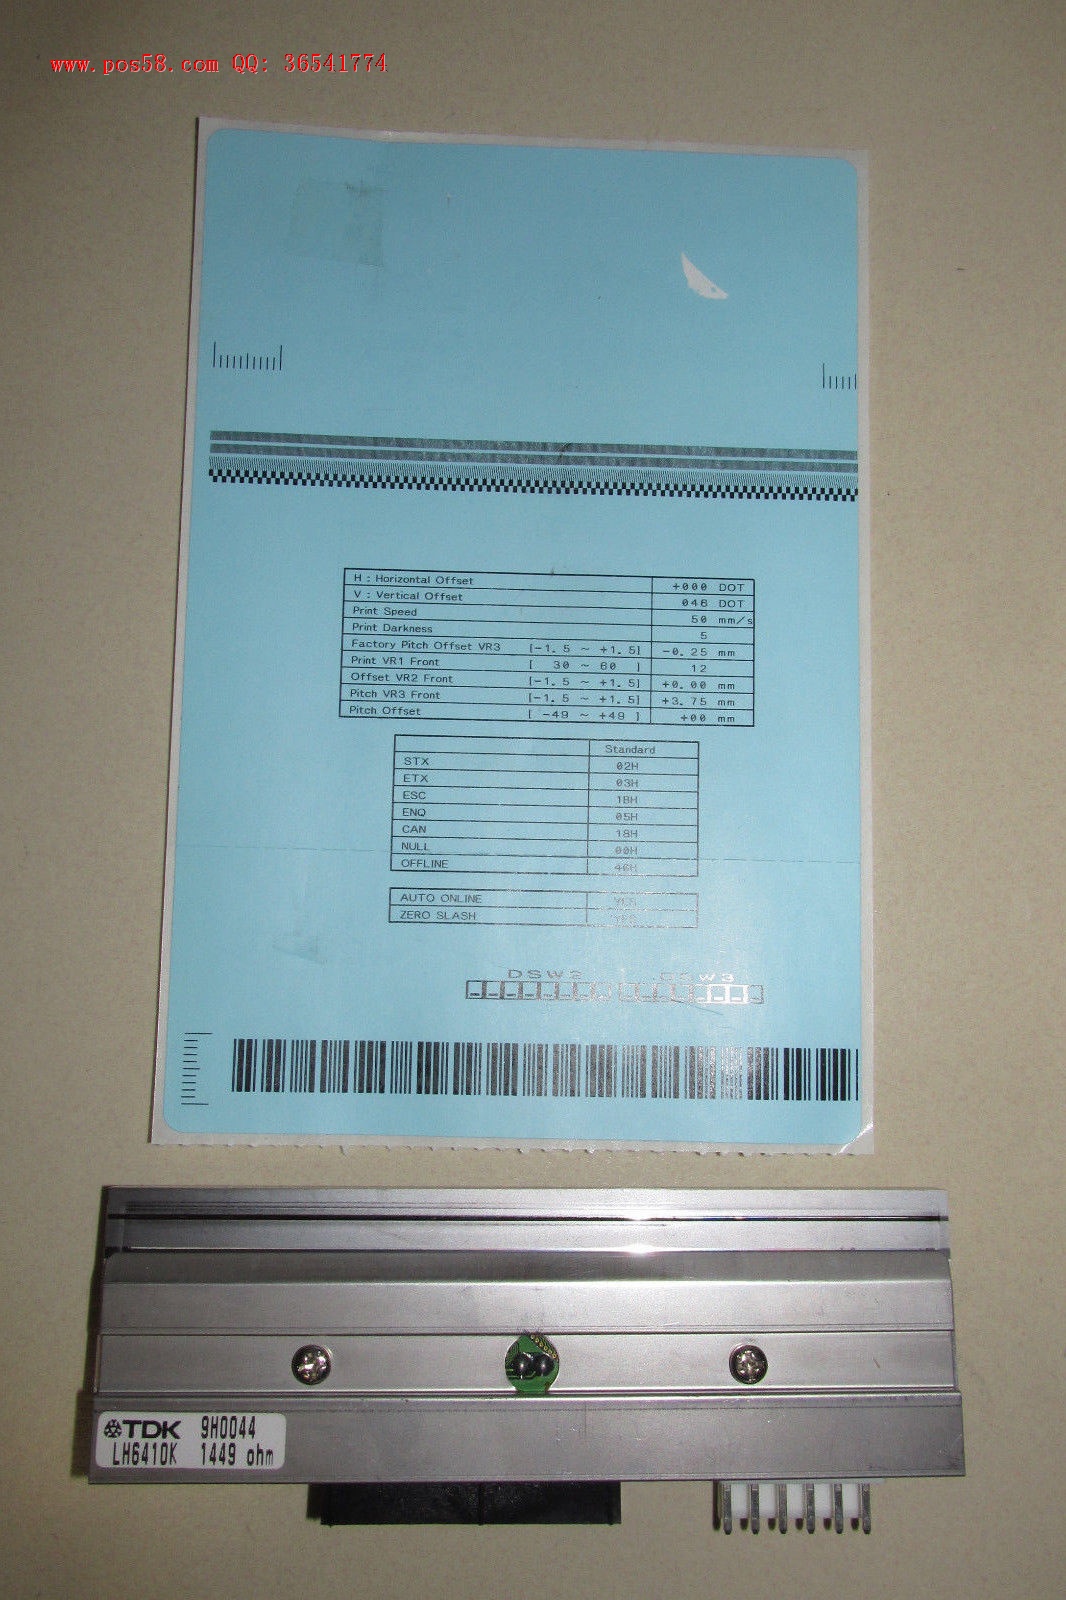 www.pos58.com QQ: 36541774
H : Horizontal Offset +000 DOT
V : Vertical Offset 048 DOT
Print Speed 50 mm/s
Print Darkness 5
Factory Pitch Offset VR3 [-1.5 ~ +1.5] -0.25 mm
Print VR1 Front [ 30 ~ 60 ] 12
Offset VR2 Front [-1.5 ~ +1.5] +0.00 mm
Pitch VR3 Front [-1.5 ~ +1.5] +3.75 mm
Pitch Offset [ -49 ~ +49 ] +00 mm
Standard
STX 02H
ETX 03H
ESC 1BH
ENQ 05H
CAN 18H
NULL 00H
OFFLINE 40H
AUTO ONLINE YES
ZERO SLASH YES
DSW2 DSW3
TDK 9H0044
LH6410K 1449 ohm